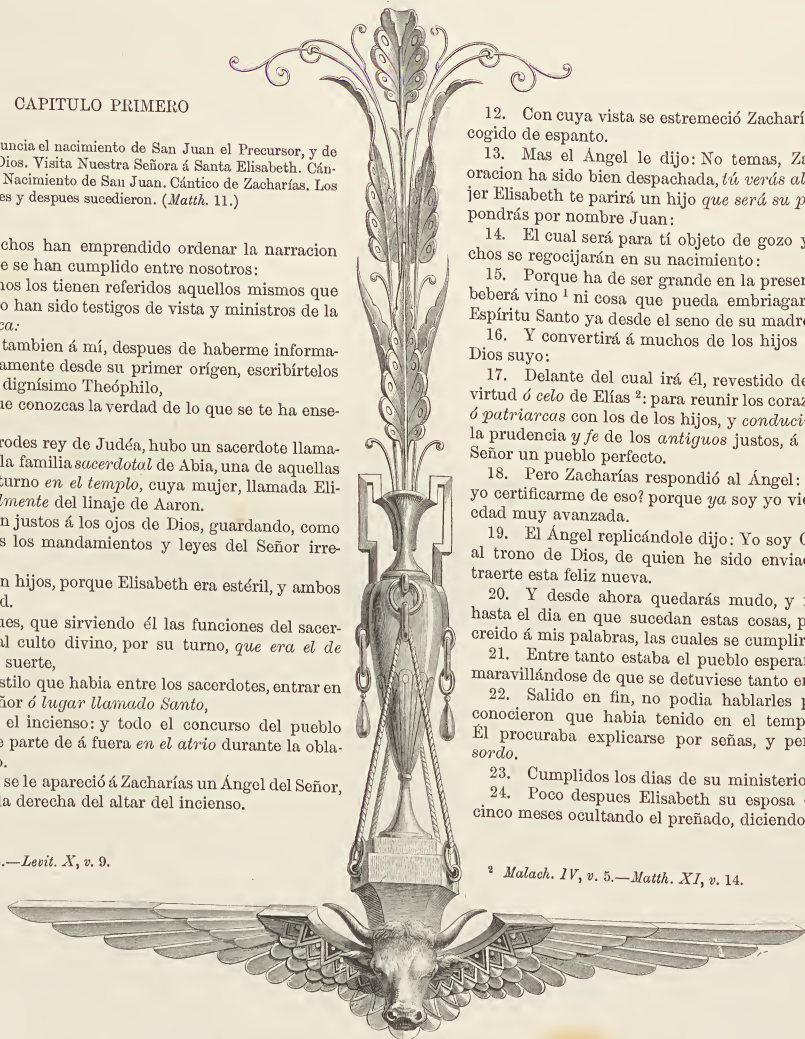 CAPITULO PRIMERO
uncia el nacimiento de San Juan el Precursor, y de
Dios. Visita Nuestra Señora á Santa Elisabeth. Cán-
Nacimiento de San Juan. Cántico de Zacharías. Los
es y despues sucedieron. (Matth. 11.)
chos han emprendido ordenar la narracion
e se han cumplido entre nosotros:
nos los tienen referidos aquellos mismos que
o han sido testigos de vista y ministros de la
ca:
tambien á mí, despues de haberme informa-
amente desde su primer orígen, escribírtelos
dignísimo Theóphilo,
ue conozcas la verdad de lo que se te ha ense-
rodes rey de Judéa, hubo un sacerdote llama-
la familia sacerdotal de Abia, una de aquellas
turno en el templo, cuya mujer, llamada Eli-
lmente del linaje de Aaron.
n justos á los ojos de Dios, guardando, como
s los mandamientos y leyes del Señor irre-
n hijos, porque Elisabeth era estéril, y ambos
d.
ues, que sirviendo él las funciones del sacer-
al culto divino, por su turno, que era el de
suerte,
stilo que habia entre los sacerdotes, entrar en
ñor ó lugar llamado Santo,
el incienso: y todo el concurso del pueblo
e parte de á fuera en el atrio durante la obla-
o.
se le apareció á Zacharías un Ángel del Señor,
la derecha del altar del incienso.
.—Levit. X, v. 9.
12. Con cuya vista se estremeció Zacharí
cogido de espanto.
13. Mas el Ángel le dijo: No temas, Za
oracion ha sido bien despachada, tú verás al
jer Elisabeth te parirá un hijo que será su p
pondrás por nombre Juan:
14. El cual será para tí objeto de gozo y
chos se regocijarán en su nacimiento:
15. Porque ha de ser grande en la presen
beberá vino ¹ ni cosa que pueda embriagar
Espíritu Santo ya desde el seno de su madre
16. Y convertirá á muchos de los hijos
Dios suyo:
17. Delante del cual irá él, revestido de
virtud ó celo de Elías ²: para reunir los coraz
ó patriarcas con los de los hijos, y conduci
la prudencia y fe de los antiguos justos, á
Señor un pueblo perfecto.
18. Pero Zacharías respondió al Ángel:
yo certificarme de eso? porque ya soy yo vie
edad muy avanzada.
19. El Ángel replicándole dijo: Yo soy G
al trono de Dios, de quien he sido envia
traerte esta feliz nueva.
20. Y desde ahora quedarás mudo, y
hasta el dia en que sucedan estas cosas, p
creido á mis palabras, las cuales se cumplir
21. Entre tanto estaba el pueblo espera
maravillándose de que se detuviese tanto en
22. Salido en fin, no podia hablarles p
conocieron que habia tenido en el temp
Él procuraba explicarse por señas, y per
sordo.
23. Cumplidos los dias de su ministerio
24. Poco despues Elisabeth su esposa
cinco meses ocultando el preñado, diciendo
² Malach. IV, v. 5.—Matth. XI, v. 14.